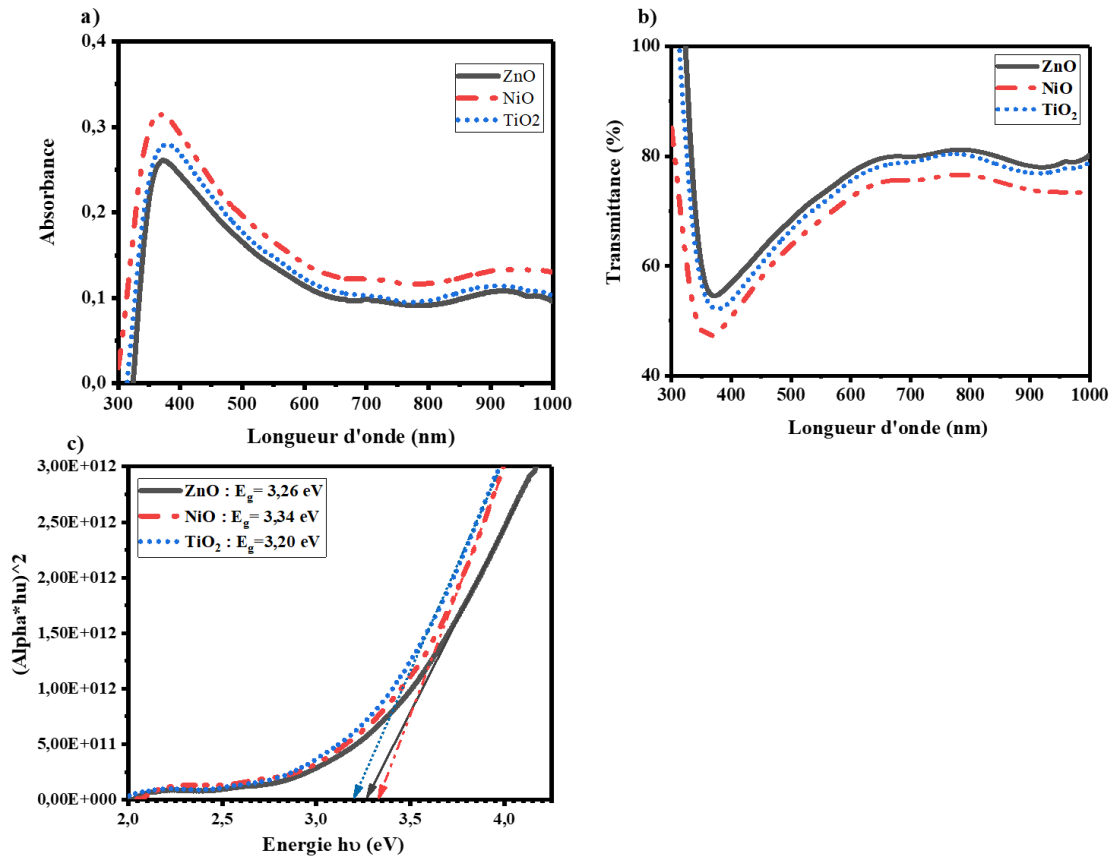 a)
0,4
0,3
0,2
0,1
0,0
Absorbance
ZnO
NiO
TiO2
300 400 500 600 700 800 900 1000
Longueur d'onde (nm)
b)
100
80
60
40
Transmittance (%)
ZnO
NiO
TiO₂
300 400 500 600 700 800 900 1000
Longueur d'onde (nm)
c)
3,00E+012
2,50E+012
2,00E+012
1,50E+012
1,00E+012
5,00E+011
0,00E+000
(Alpha*hu)^2
ZnO : E_g= 3,26 eV
NiO : E_g= 3,34 eV
TiO₂ : E_g=3,20 eV
2,0 2,5 3,0 3,5 4,0
Energie hυ (eV)